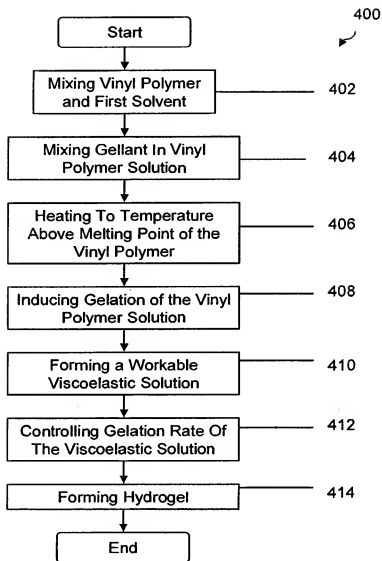 400
Start
Mixing Vinyl Polymer
and First Solvent
402
Mixing Gellant In Vinyl
Polymer Solution
404
Heating To Temperature
Above Melting Point of the
Vinyl Polymer
406
Inducing Gelation of the Vinyl
Polymer Solution
408
Forming a Workable
Viscoelastic Solution
410
Controlling Gelation Rate Of
The Viscoelastic Solution
412
Forming Hydrogel
414
End